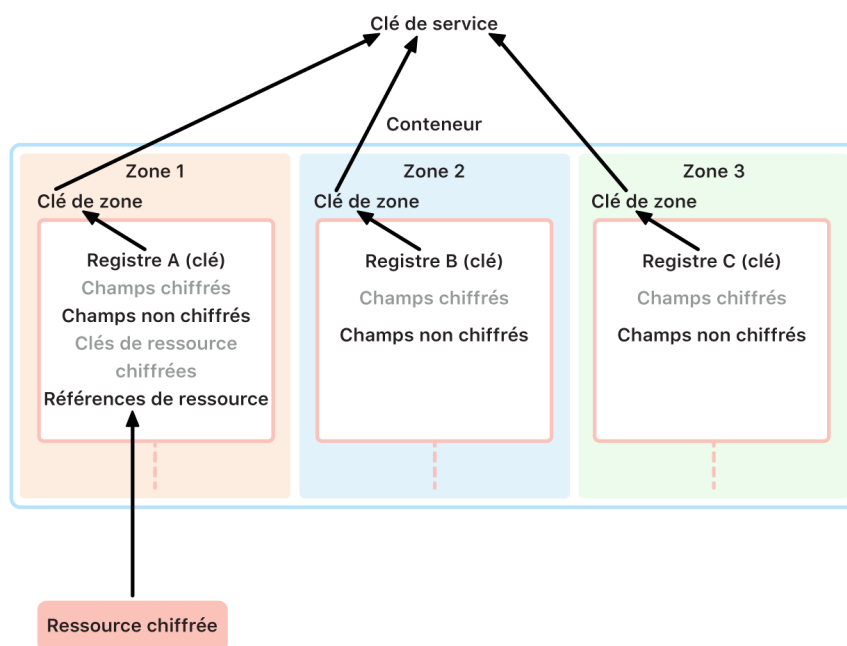 Clé de service
Conteneur
Zone 1
Clé de zone
Registre A (clé)
Champs chiffrés
Champs non chiffrés
Clés de ressource
chiffrées
Références de ressource
Zone 2
Clé de zone
Registre B (clé)
Champs chiffrés
Champs non chiffrés
Zone 3
Clé de zone
Registre C (clé)
Champs chiffrés
Champs non chiffrés
Ressource chiffrée